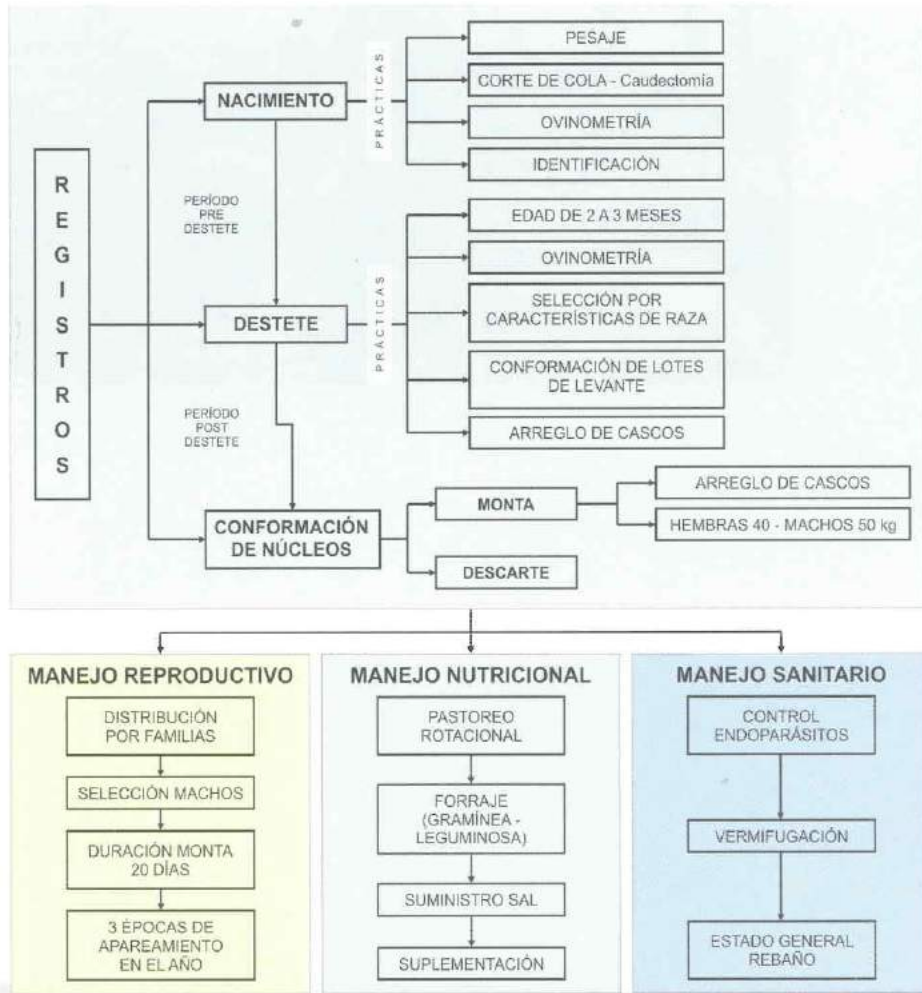 REGISTROS
NACIMIENTO
PERÍODO
PRE
DESTETE
DESTETE
PERÍODO
POST
DESTETE
CONFORMACIÓN
DE NÚCLEOS
PRÁCTICAS
PESAJE
CORTE DE COLA - Caudectomía
OVINOMETRÍA
IDENTIFICACIÓN
PRÁCTICAS
EDAD DE 2 A 3 MESES
OVINOMETRÍA
SELECCIÓN POR
CARACTERÍSTICAS DE RAZA
CONFORMACIÓN DE LOTES
DE LEVANTE
ARREGLO DE CASCOS
MONTA
DESCARTE
ARREGLO DE CASCOS
HEMBRAS 40 - MACHOS 50 kg
MANEJO REPRODUCTIVO
DISTRIBUCIÓN
POR FAMILIAS
SELECCIÓN MACHOS
DURACIÓN MONTA
20 DÍAS
3 ÉPOCAS DE
APAREAMIENTO
EN EL AÑO
MANEJO NUTRICIONAL
PASTOREO
ROTACIONAL
FORRAJE
(GRAMÍNEA -
LEGUMINOSA)
SUMINISTRO SAL
SUPLEMENTACIÓN
MANEJO SANITARIO
CONTROL
ENDOPARÁSITOS
VERMIFUGACIÓN
ESTADO GENERAL
REBAÑO